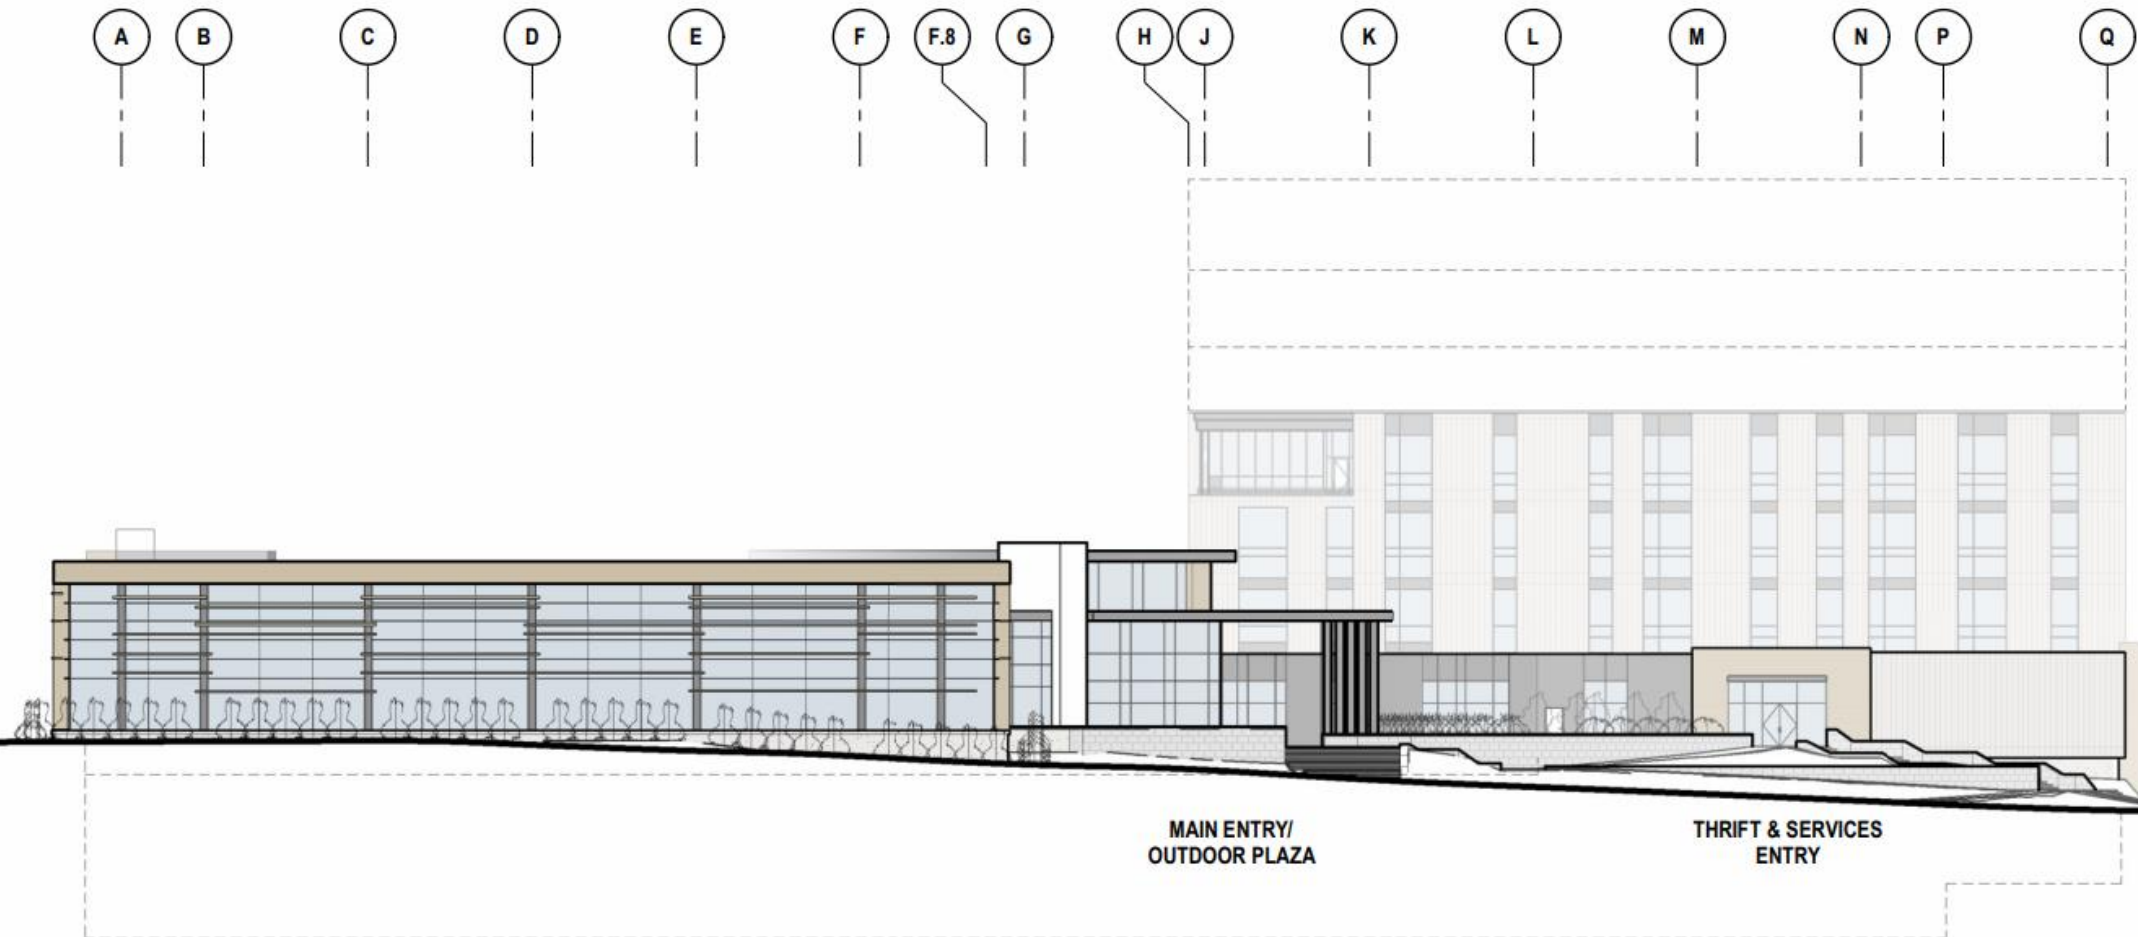 A B C D E F F.8 G H J K L M N P Q
MAIN ENTRY/
OUTDOOR PLAZA
THRIFT & SERVICES
ENTRY